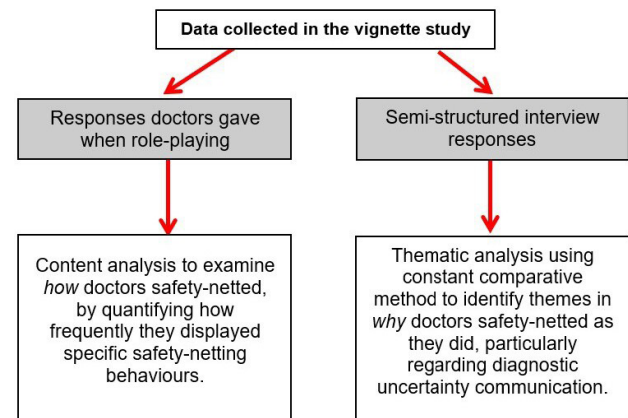 Data collected in the vignette study
Responses doctors gave
when role-playing
Semi-structured interview
responses
Content analysis to examine
how doctors safety-netted,
by quantifying how
frequently they displayed
specific safety-netting
behaviours.
Thematic analysis using
constant comparative
method to identify themes in
why doctors safety-netted as
they did, particularly
regarding diagnostic
uncertainty communication.